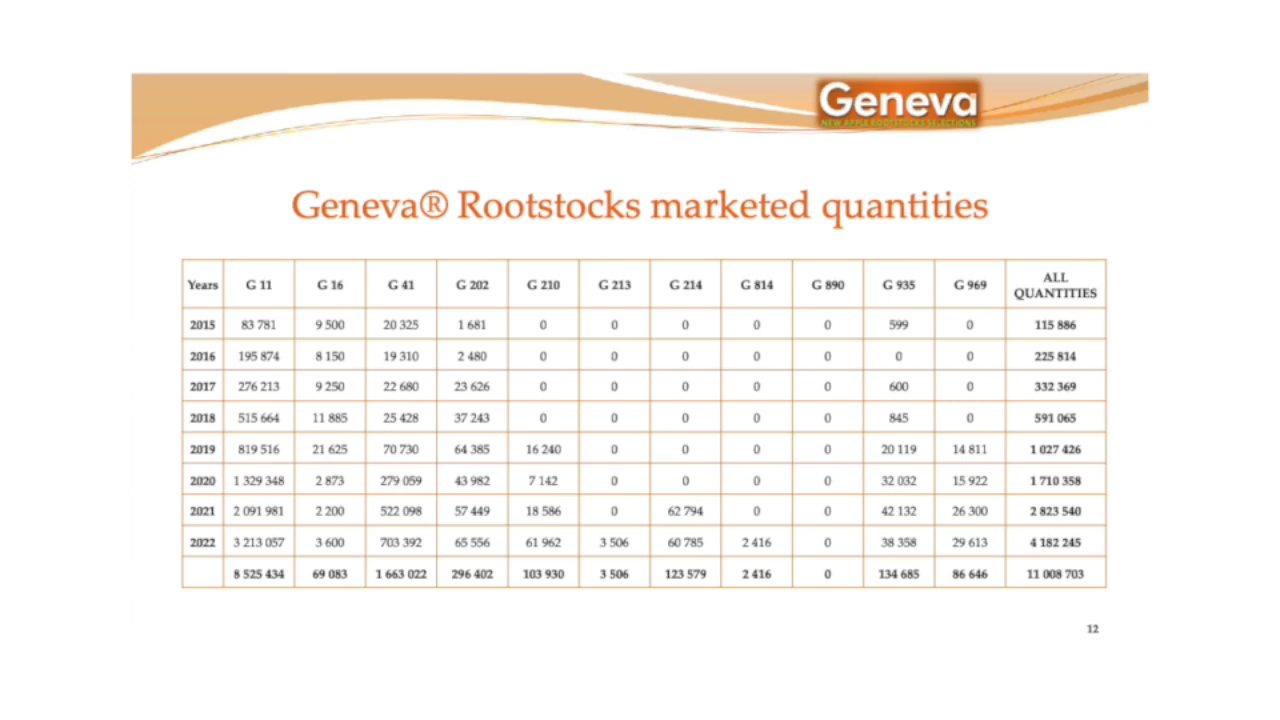 Geneva
NEW APPLE ROOTSTOCKS SELECTIONS
Geneva® Rootstocks marketed quantities
Years G 11 G 16 G 41 G 202 G 210 G 213 G 214 G 814 G 890 G 935 G 969 ALL QUANTITIES
2015 83 781 9 500 20 325 1 681 0 0 0 0 0 599 0 115 886
2016 195 874 8 150 19 310 2 480 0 0 0 0 0 0 0 225 814
2017 276 213 9 250 22 680 23 626 0 0 0 0 0 600 0 332 369
2018 515 664 11 885 25 428 37 243 0 0 0 0 0 845 0 591 065
2019 819 516 21 625 70 730 64 385 16 240 0 0 0 0 20 119 14 811 1 027 426
2020 1 329 348 2 873 279 059 43 982 7 142 0 0 0 0 32 032 15 922 1 710 358
2021 2 091 981 2 200 522 098 57 449 18 586 0 62 794 0 0 42 132 26 300 2 823 540
2022 3 213 057 3 600 703 392 65 556 61 962 3 506 60 785 2 416 0 38 358 29 613 4 182 245
8 525 434 69 083 1 663 022 296 402 103 930 3 506 123 579 2 416 0 134 685 86 646 11 008 703
12